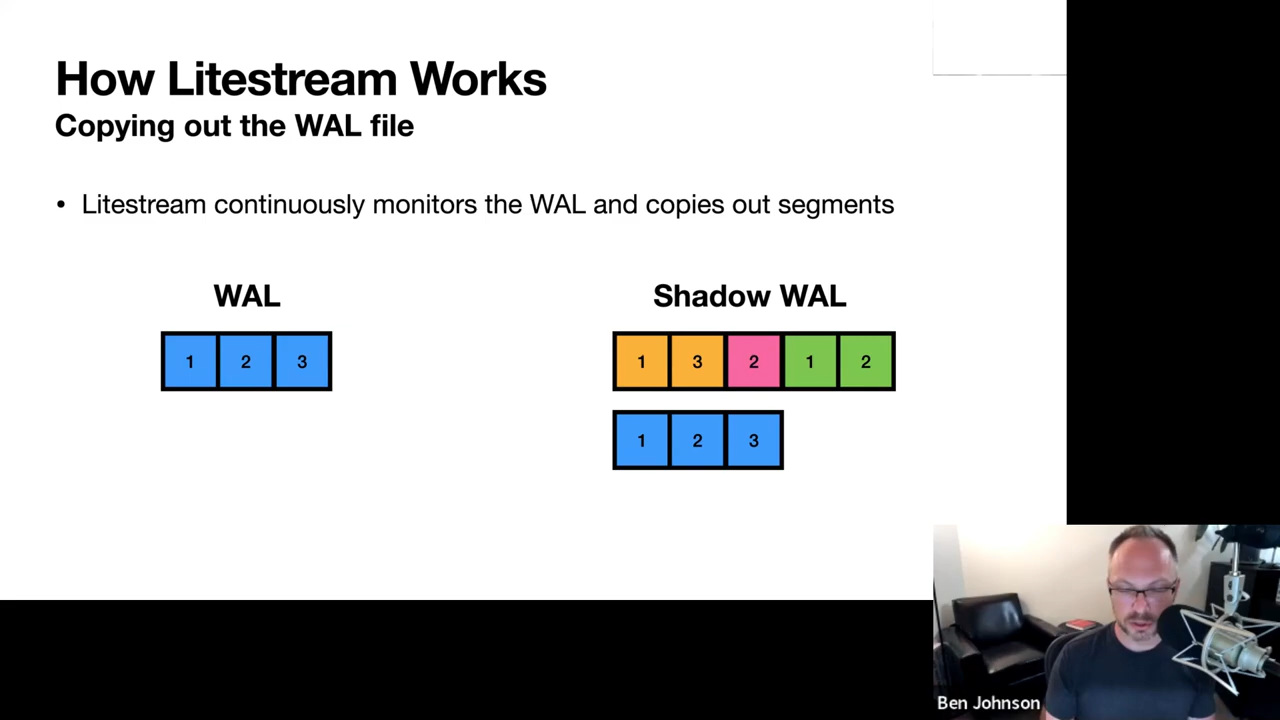 How Litestream Works
Copying out the WAL file
• Litestream continuously monitors the WAL and copies out segments
WAL
Shadow WAL
1 2 3
1 3 2 1 2
1 2 3
Ben Johnson